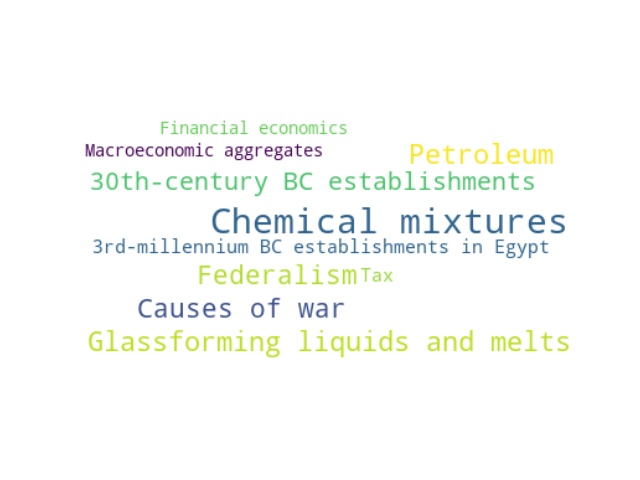 Financial economics
Macroeconomic aggregates
Petroleum
30th-century BC establishments
Chemical mixtures
3rd-millennium BC establishments in Egypt
Federalism
Tax
Causes of war
Glassforming liquids and melts